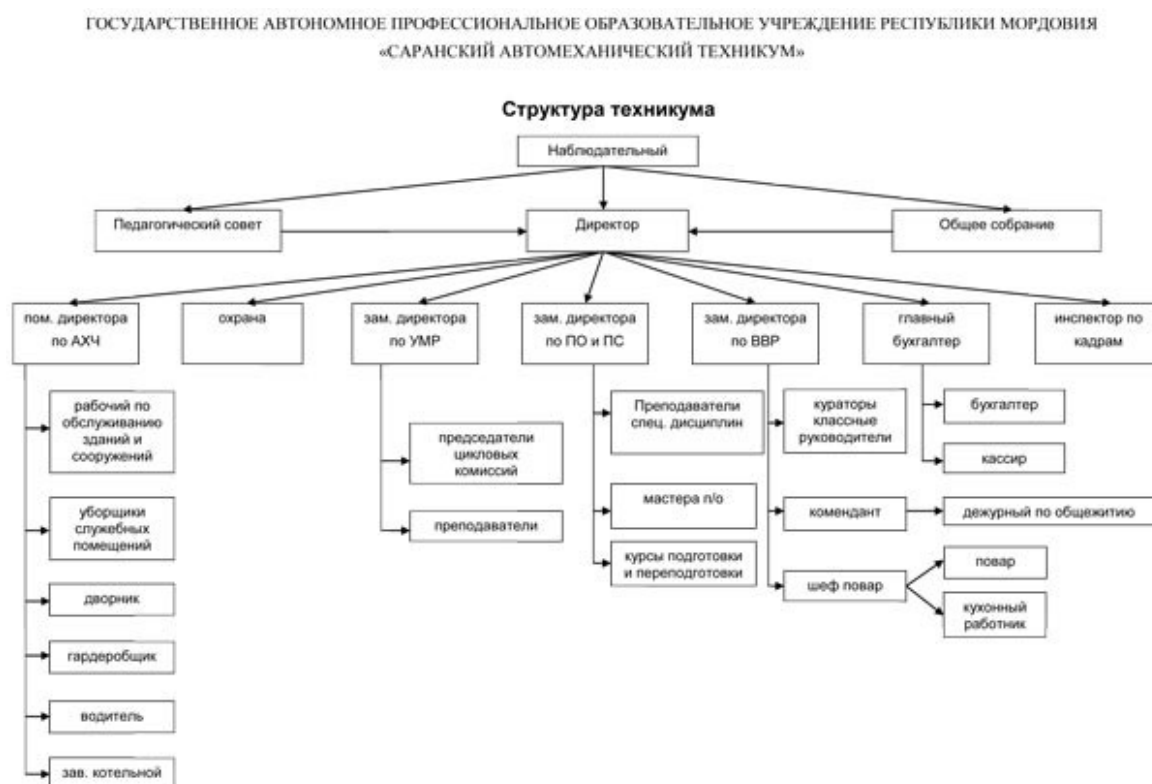 ГОСУДАРСТВЕННОЕ АВТОНОМНОЕ ПРОФЕССИОНАЛЬНОЕ ОБРАЗОВАТЕЛЬНОЕ УЧРЕЖДЕНИЕ РЕСПУБЛИКИ МОРДОВИЯ
«САРАНСКИЙ АВТОМЕХАНИЧЕСКИЙ ТЕХНИКУМ»
Структура техникума
Наблюдательный
Педагогический совет
Директор
Общее собрание
пом. директора
по АХЧ
охрана
зам. директора
по УМР
зам. директора
по ПО и ПС
зам. директора
по ВВР
главный
бухгалтер
инспектор по
кадрам
рабочий по
обслуживанию
зданий и
сооружений
уборщики
служебных
помещений
дворник
гардеробщик
водитель
зав. котельной
председатели
цикловых
комиссий
преподаватели
Преподаватели
спец. дисциплин
мастера п/о
курсы подготовки
и переподготовки
кураторы
классные
руководители
комендант
дежурный по общежитию
шеф повар
повар
кухонный
работник
бухгалтер
кассир